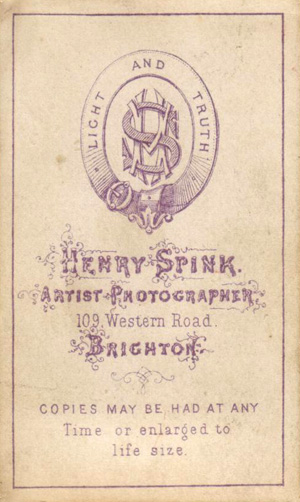 LIGHT AND TRUTH
HENRY SPINK.
ARTIST PHOTOGRAPHER.
109, Western Road.
BRIGHTON.
COPIES MAY BE HAD AT ANY
Time or enlarged to
life size.